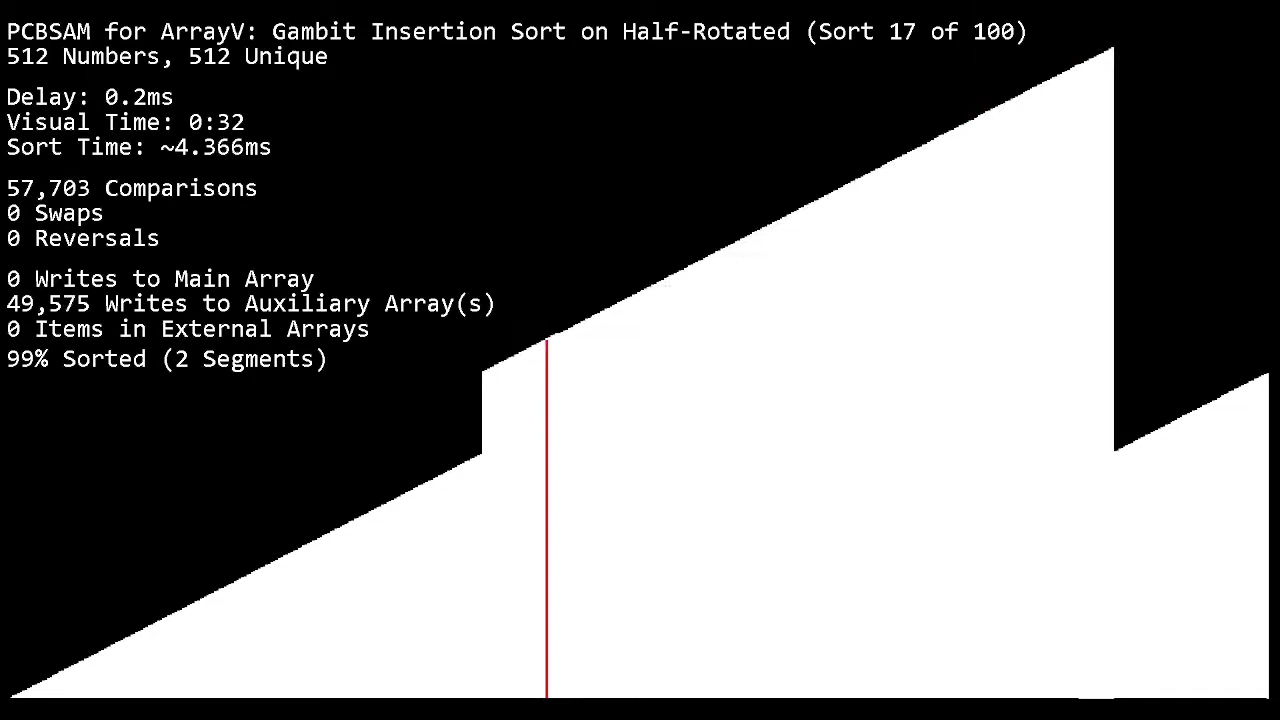 PCBSAM for ArrayV: Gambit Insertion Sort on Half-Rotated (Sort 17 of 100)
512 Numbers, 512 Unique
Delay: 0.2ms
Visual Time: 0:32
Sort Time: ~4.366ms
57,703 Comparisons
0 Swaps
0 Reversals
0 Writes to Main Array
49,575 Writes to Auxiliary Array(s)
0 Items in External Arrays
99% Sorted (2 Segments)